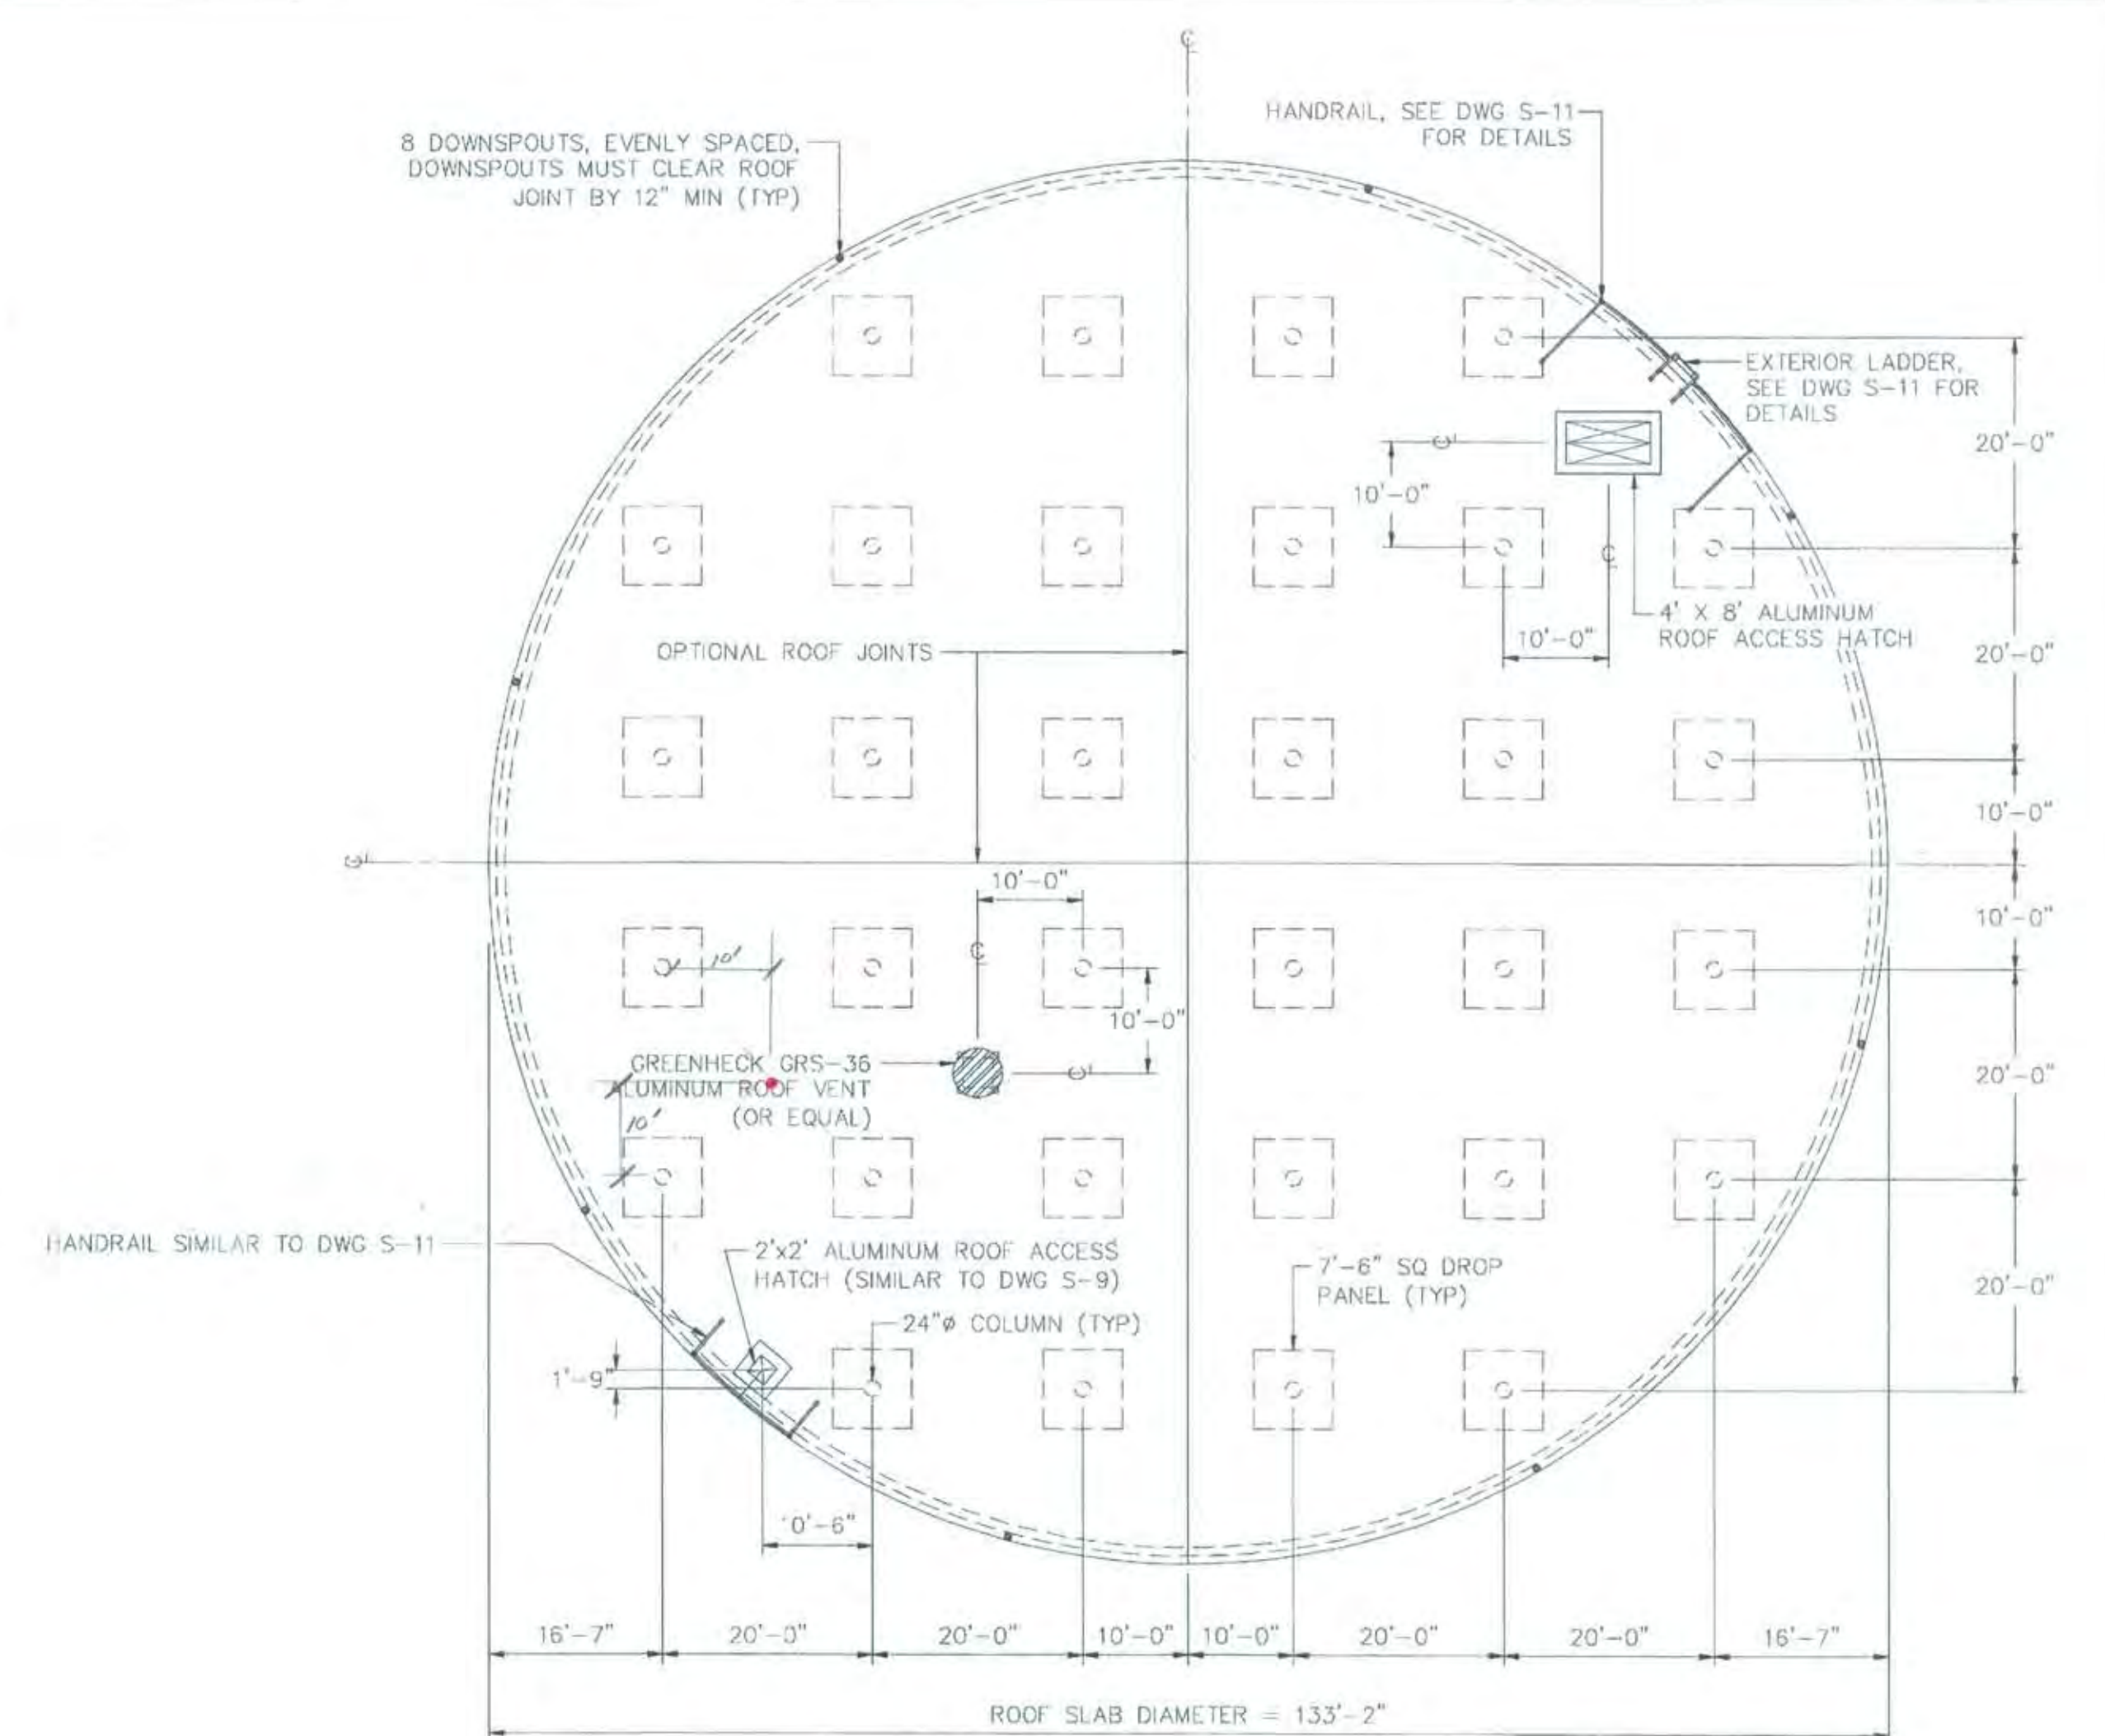 ℄
HANDRAIL, SEE DWG S-11
FOR DETAILS
8 DOWNSPOUTS, EVENLY SPACED,
DOWNSPOUTS MUST CLEAR ROOF
JOINT BY 12" MIN (TYP)
EXTERIOR LADDER,
SEE DWG S-11 FOR
DETAILS
20'-0"
℄
10'-0"
℄
4' X 8' ALUMINUM
ROOF ACCESS HATCH
10'-0"
20'-0"
OPTIONAL ROOF JOINTS
10'-0"
℄
10'-0"
10'-0"
℄
10'
10'-0"
GREENHECK GRS-36
ALUMINUM ROOF VENT
(OR EQUAL)
℄
20'-0"
10'
HANDRAIL SIMILAR TO DWG S-11
2'x2' ALUMINUM ROOF ACCESS
HATCH (SIMILAR TO DWG S-9)
7'-6" SQ DROP
PANEL (TYP)
20'-0"
24"ø COLUMN (TYP)
1'-9"
0'-6"
16'-7"
20'-0"
20'-0"
10'-0"
10'-0"
20'-0"
20'-0"
16'-7"
ROOF SLAB DIAMETER = 133'-2"